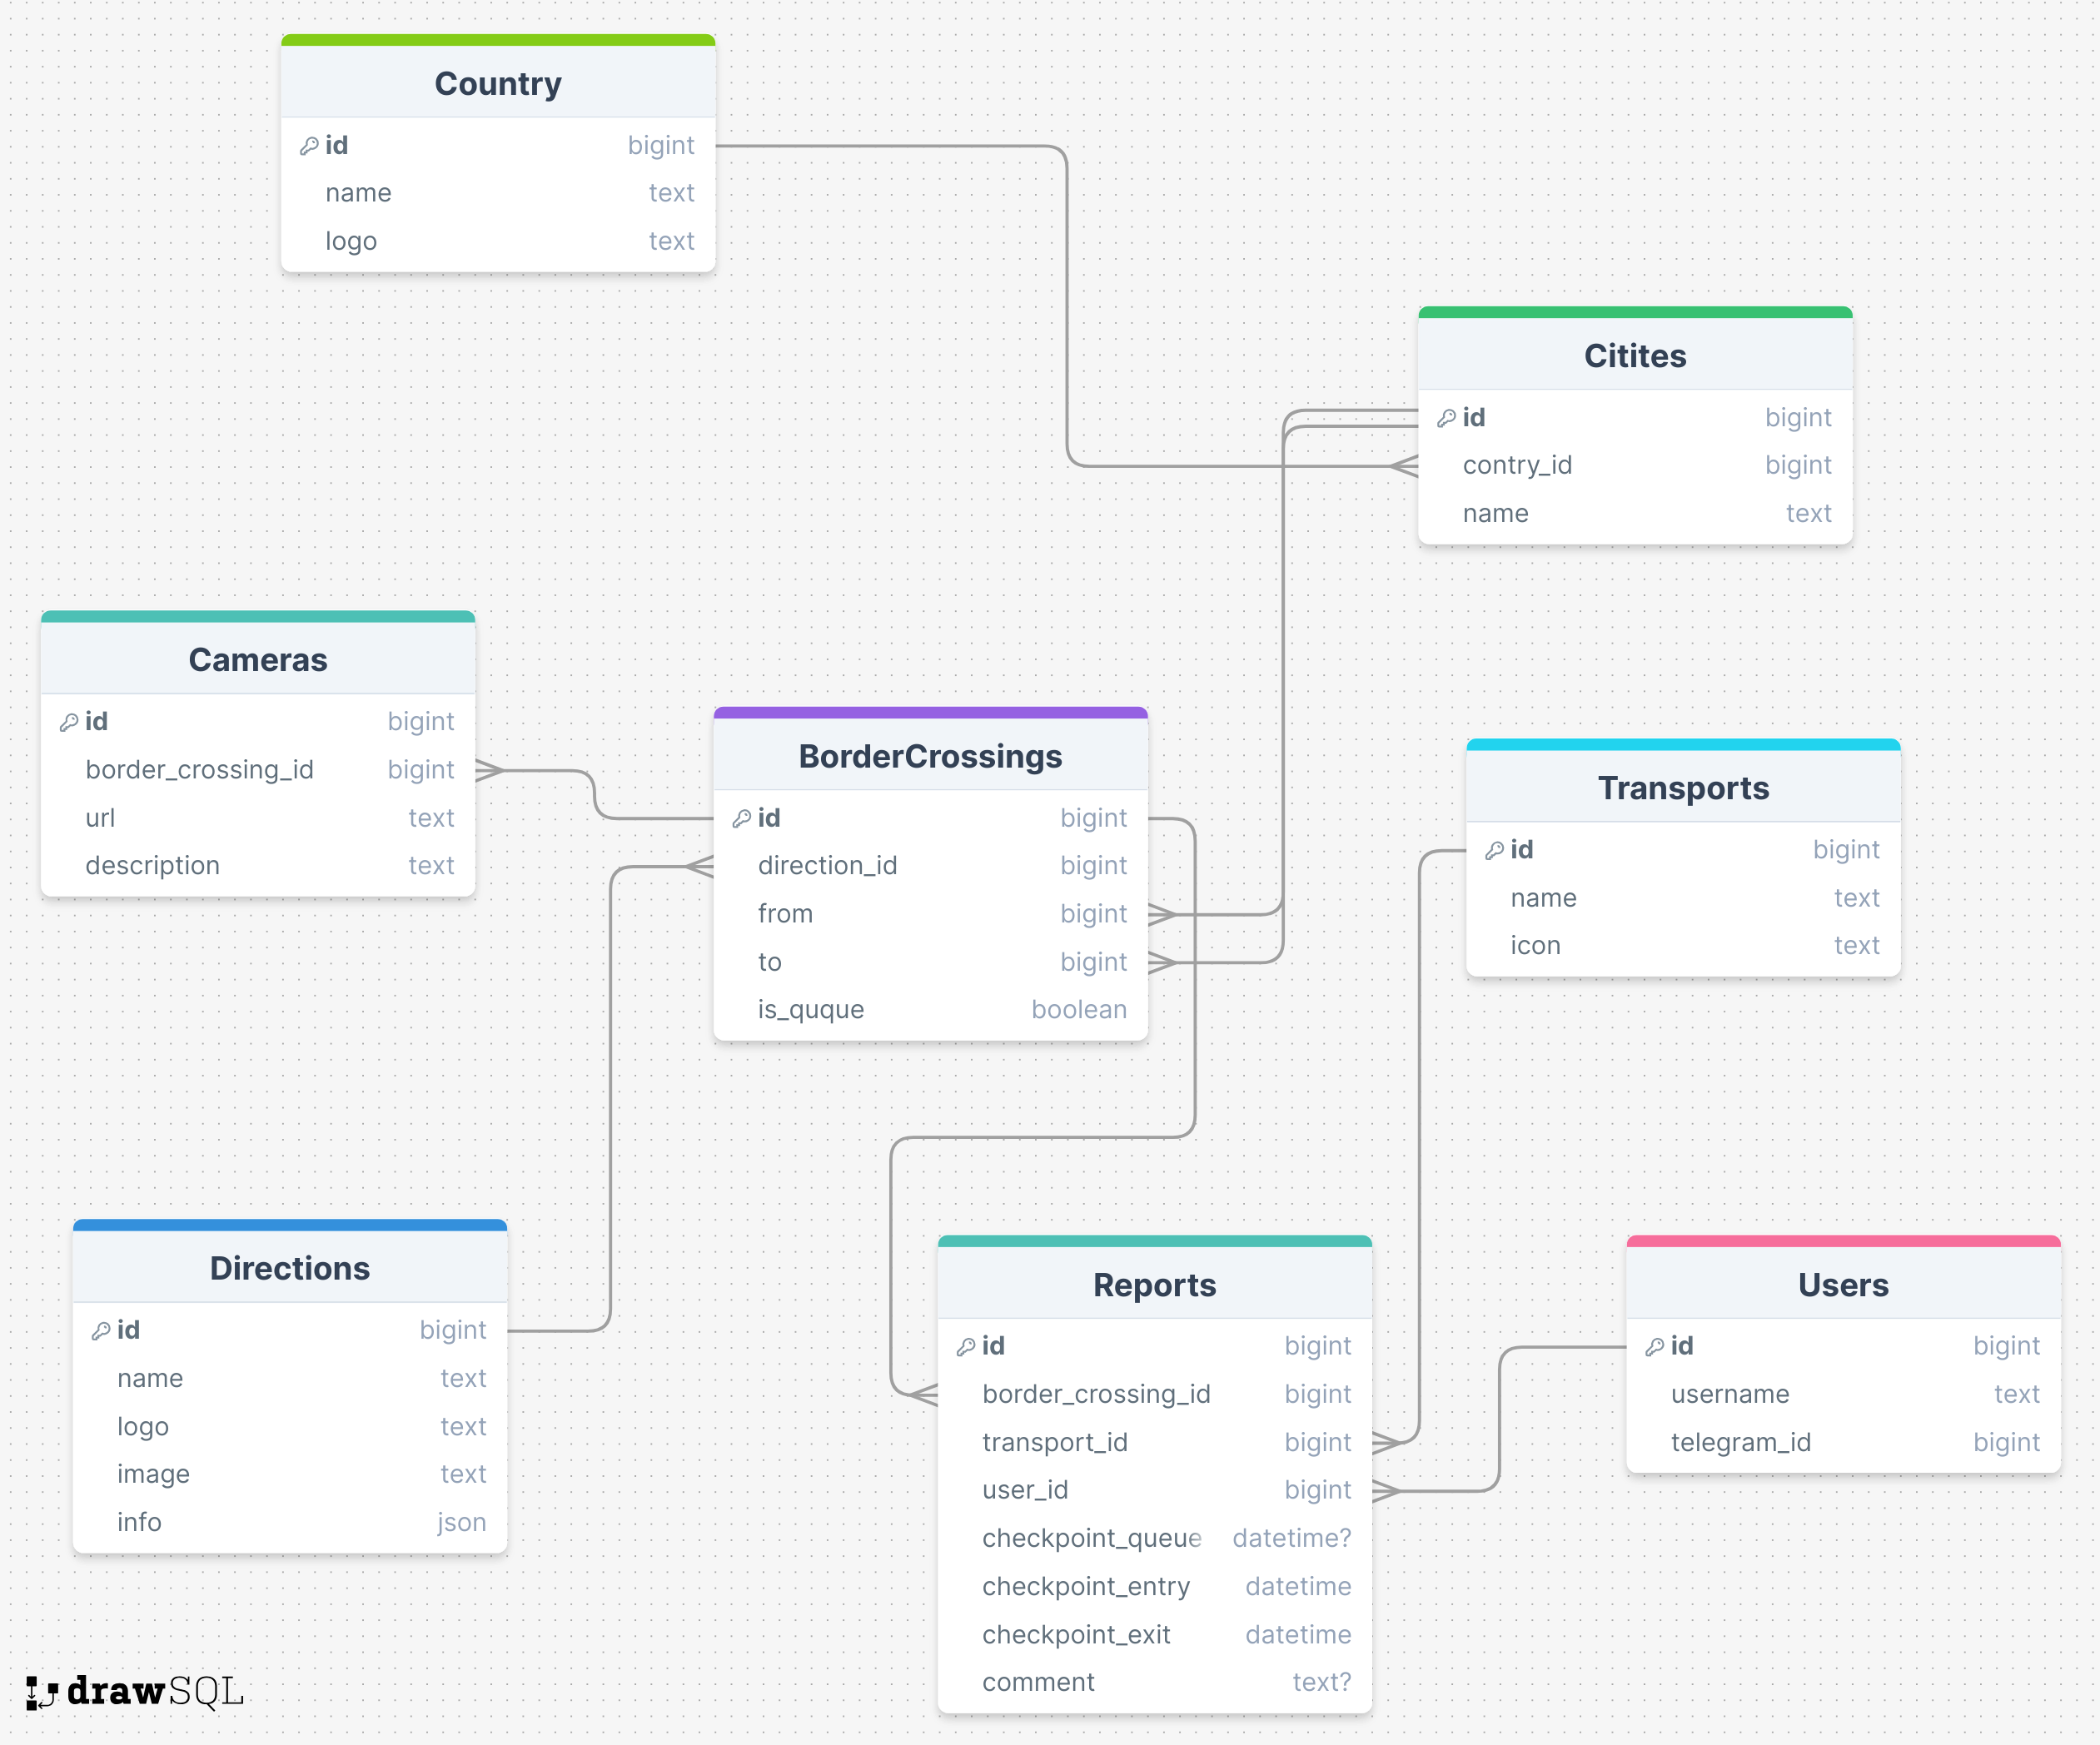 Country
id bigint
name text
logo text
Citites
id bigint
contry_id bigint
name text
Cameras
id bigint
border_crossing_id bigint
url text
description text
BorderCrossings
id bigint
direction_id bigint
from bigint
to bigint
is_quque boolean
Transports
id bigint
name text
icon text
Directions
id bigint
name text
logo text
image text
info json
Reports
id bigint
border_crossing_id bigint
transport_id bigint
user_id bigint
checkpoint_queue datetime?
checkpoint_entry datetime
checkpoint_exit datetime
comment text?
Users
id bigint
username text
telegram_id bigint
drawSQL